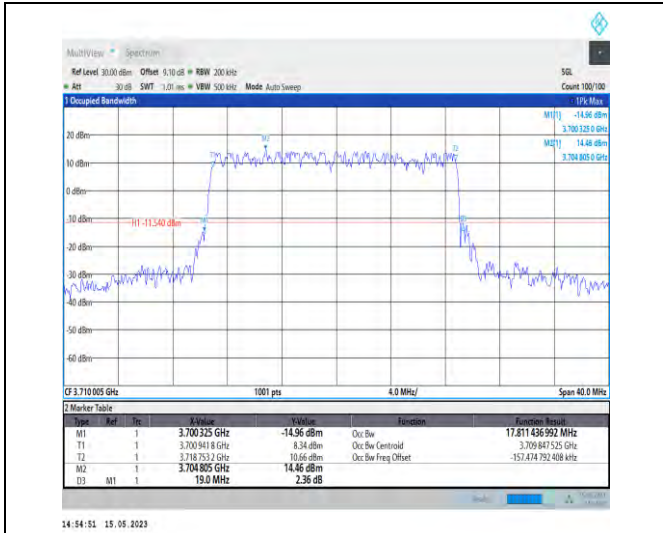 MultiView Spectrum
Ref Level 30.00 dBm Offset 9.10 dB RBW 200 kHz SGL
Att 30 dB SWT 1.01 ms VBW 500 kHz Mode Auto Sweep Count 100/100
1 Occupied Bandwidth 1Pk Max
M1[1] -14.96 dBm
3.700 325 0 GHz
M2[1] 14.46 dBm
3.704 805 0 GHz
20 dBm
M2
T2
10 dBm
0 dBm
-10 dBm
H1 -11.540 dBm
-20 dBm
-30 dBm
-40 dBm
-50 dBm
-60 dBm
CF 3.710 005 GHz 1001 pts 4.0 MHz/ Span 40.0 MHz
2 Marker Table
Type Ref Trc X-Value Y-Value Function Function Result
M1 1 3.700 325 GHz -14.96 dBm Occ Bw 17.811 436 992 MHz
T1 1 3.700 941 8 GHz 8.34 dBm Occ Bw Centroid 3.709 847 525 GHz
T2 1 3.718 753 2 GHz 10.66 dBm Occ Bw Freq Offset -157.474 792 408 kHz
M2 1 3.704 805 GHz 14.46 dBm
D3 M1 1 19.0 MHz 2.36 dB
14:54:51 15.05.2023